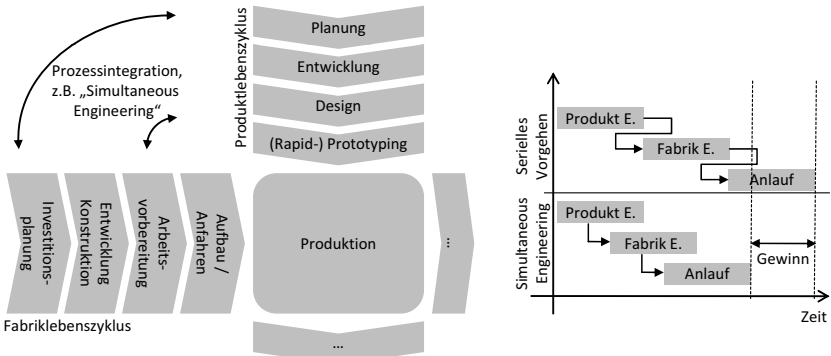 Produktlebenszyklus
Planung
Entwicklung
Design
(Rapid-) Prototyping
Prozessintegration,
z.B. „Simultaneous
Engineering“
Investitions-
planung
Entwicklung
Konstruktion
Arbeits-
vorbereitung
Aufbau /
Anfahren
Produktion
...
...
Fabriklebenszyklus
Serielles
Vorgehen
Produkt E.
Fabrik E.
Anlauf
Simultaneous
Engineering
Produkt E.
Fabrik E.
Anlauf
Gewinn
Zeit